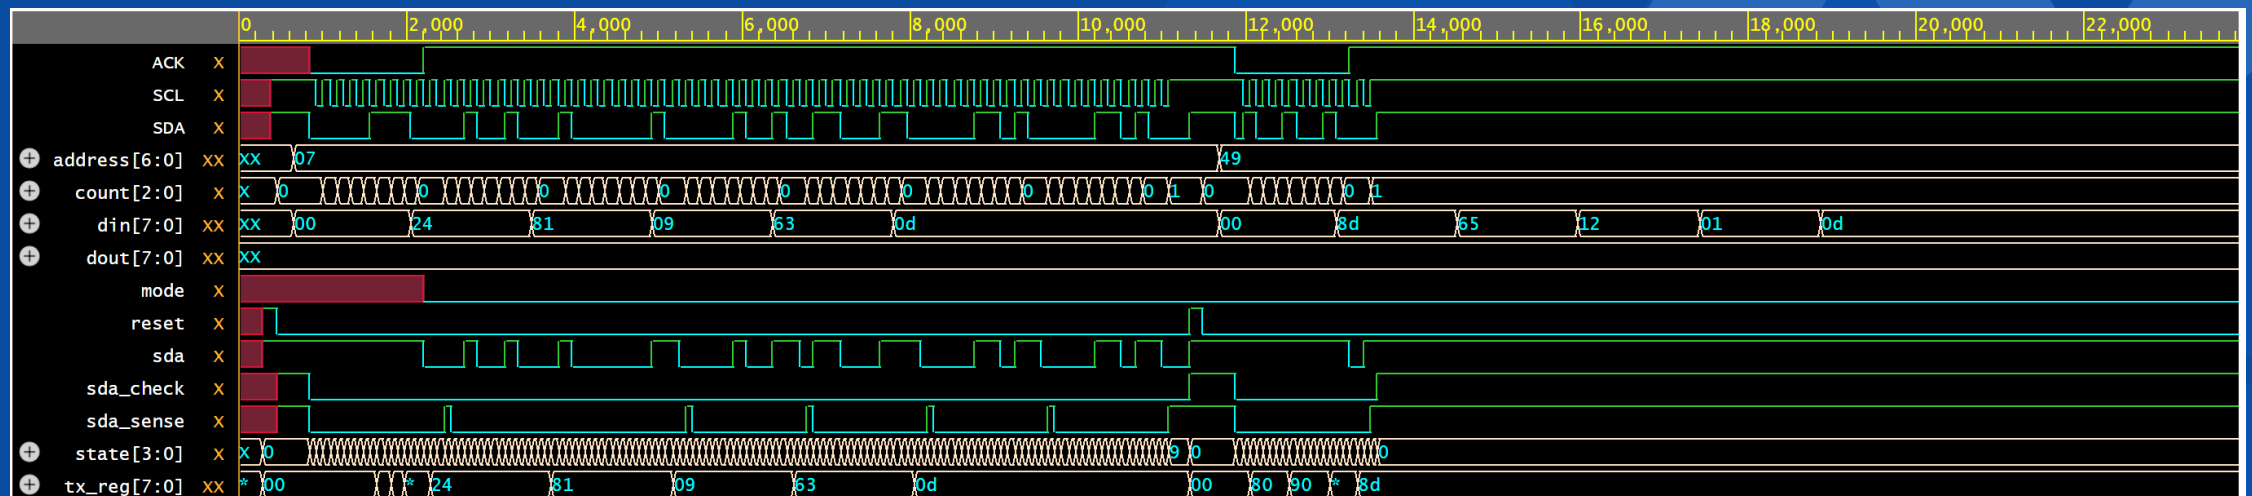 0 2,000 4,000 6,000 8,000 10,000 12,000 14,000 16,000 18,000 20,000 22,000
ACK X
SCL X
SDA X
address[6:0] XX XX 07 49
count[2:0] X X 0 0 0 0 0 0 0 0 1 0 0 1
din[7:0] XX XX 00 24 81 09 63 0d 00 8d 65 12 01 0d
dout[7:0] XX XX
mode X
reset X
sda X
sda_check X
sda_sense X
state[3:0] X X 0 9 0 0
tx_reg[7:0] XX * 00 * 24 81 09 63 0d 00 80 90 * 8d